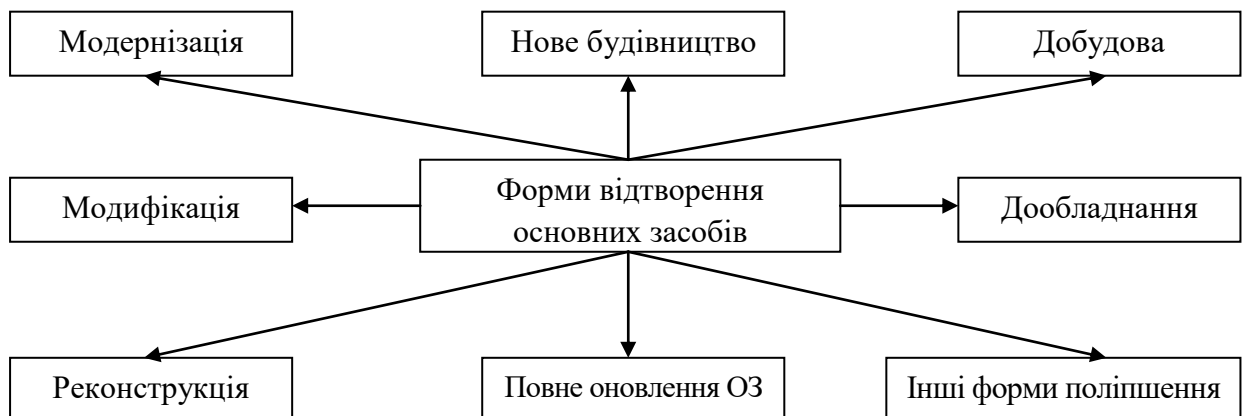 Модернізація
Нове будівництво
Добудова
Модифікація
Форми відтворення
основних засобів
Дообладнання
Реконструкція
Повне оновлення ОЗ
Інші форми поліпшення